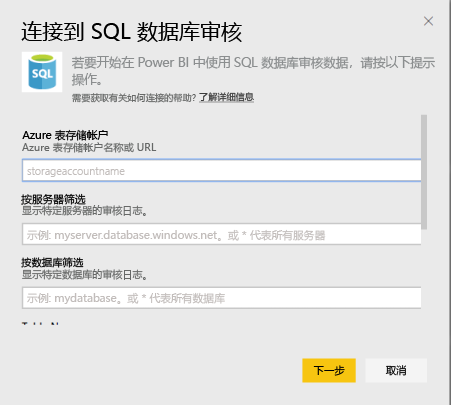 连接到 SQL 数据库审核
SQL
若要开始在 Power BI 中使用 SQL 数据库审核数据，请按以下提示
操作。
需要获取有关如何连接的帮助? 了解详细信息
Azure 表存储帐户
Azure 表存储帐户名称或 URL
storageaccountname
按服务器筛选
显示特定服务器的审核日志。
示例: myserver.database.windows.net。或 * 代表所有服务器
按数据库筛选
显示特定数据库的审核日志。
示例: mydatabase。或 * 代表所有数据库
下一步
取消